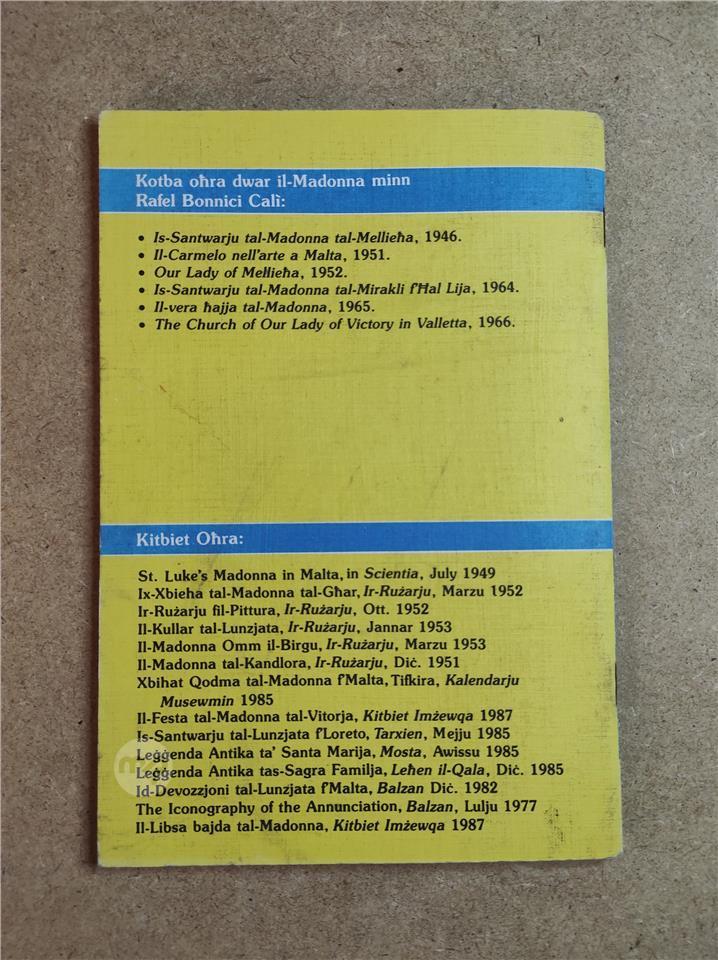 Kotba oħra dwar il-Madonna minn
Rafel Bonnici Calì:
• Is-Santwarju tal-Madonna tal-Mellieħa, 1946.
• Il-Carmelo nell'arte a Malta, 1951.
• Our Lady of Mellieħa, 1952.
• Is-Santwarju tal-Madonna tal-Mirakli f'Ħal Lija, 1964.
• Il-vera ħajja tal-Madonna, 1965.
• The Church of Our Lady of Victory in Valletta, 1966.
Kitbiet Oħra:
St. Luke's Madonna in Malta, in Scientia, July 1949
Ix-Xbieha tal-Madonna tal-Għar, Ir-Rużarju, Marzu 1952
Ir-Rużarju fil-Pittura, Ir-Rużarju, Ott. 1952
Il-Kullar tal-Lunzjata, Ir-Rużarju, Jannar 1953
Il-Madonna Omm il-Birgu, Ir-Rużarju, Marzu 1953
Il-Madonna tal-Kandlora, Ir-Rużarju, Diċ. 1951
Xbihat Qodma tal-Madonna f'Malta, Tifkira, Kalendarju
Musewmin 1985
Il-Festa tal-Madonna tal-Vitorja, Kitbiet Imżewqa 1987
Is-Santwarju tal-Lunzjata f'Loreto, Tarxien, Mejju 1985
Leġġenda Antika ta' Santa Marija, Mosta, Awissu 1985
Leġġenda Antika tas-Sagra Familja, Leħen il-Qala, Diċ. 1985
Id-Devozzjoni tal-Lunzjata f'Malta, Balzan Diċ. 1982
The Iconography of the Annunciation, Balzan, Lulju 1977
Il-Libsa bajda tal-Madonna, Kitbiet Imżewqa 1987